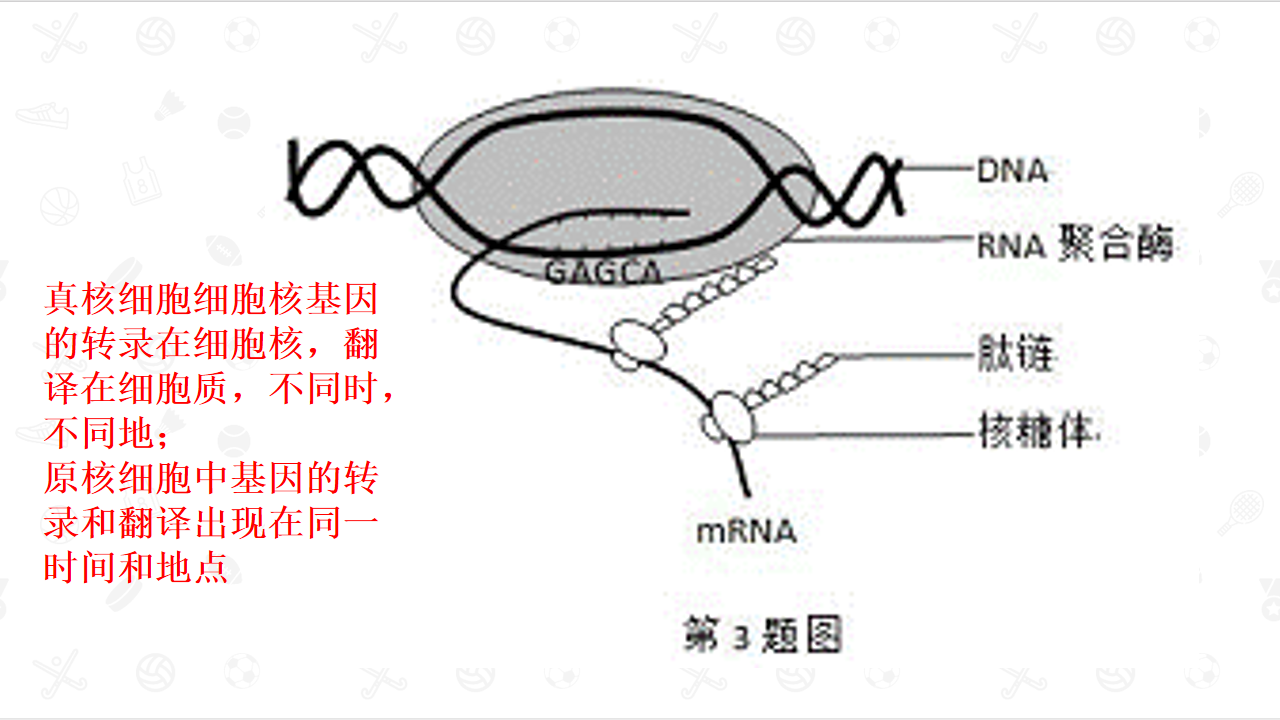 DNA
RNA 聚合酶
GAGCA
真核细胞细胞核基因
的转录在细胞核，翻
译在细胞质，不同时，
不同地；
原核细胞中基因的转
录和翻译出现在同一
时间和地点
肽链
核糖体
mRNA
第 3 题图